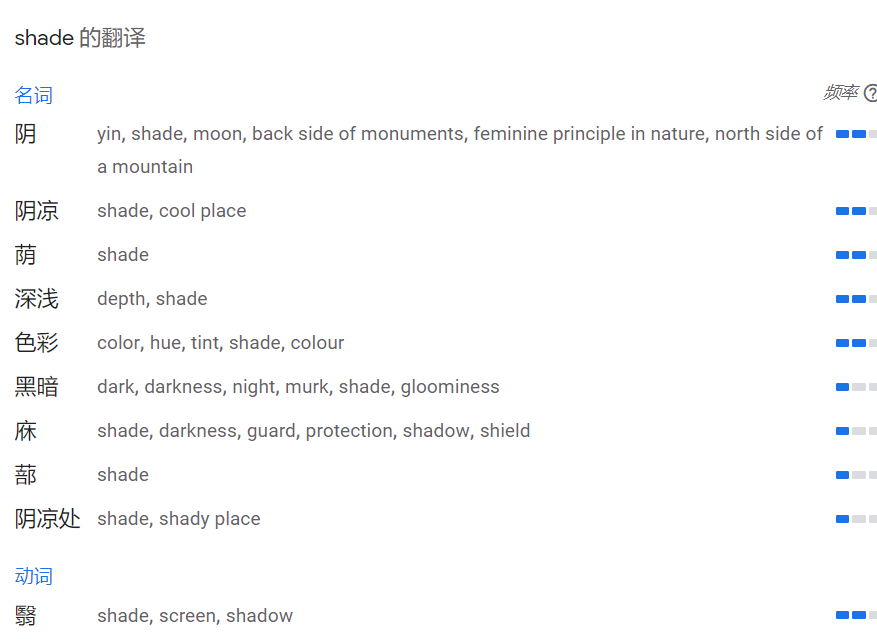 shade 的翻译
名词 频率
阴 yin, shade, moon, back side of monuments, feminine principle in nature, north side of
a mountain
阴凉 shade, cool place
荫 shade
深浅 depth, shade
色彩 color, hue, tint, shade, colour
黑暗 dark, darkness, night, murk, shade, gloominess
庥 shade, darkness, guard, protection, shadow, shield
蔀 shade
阴凉处 shade, shady place
动词
翳 shade, screen, shadow